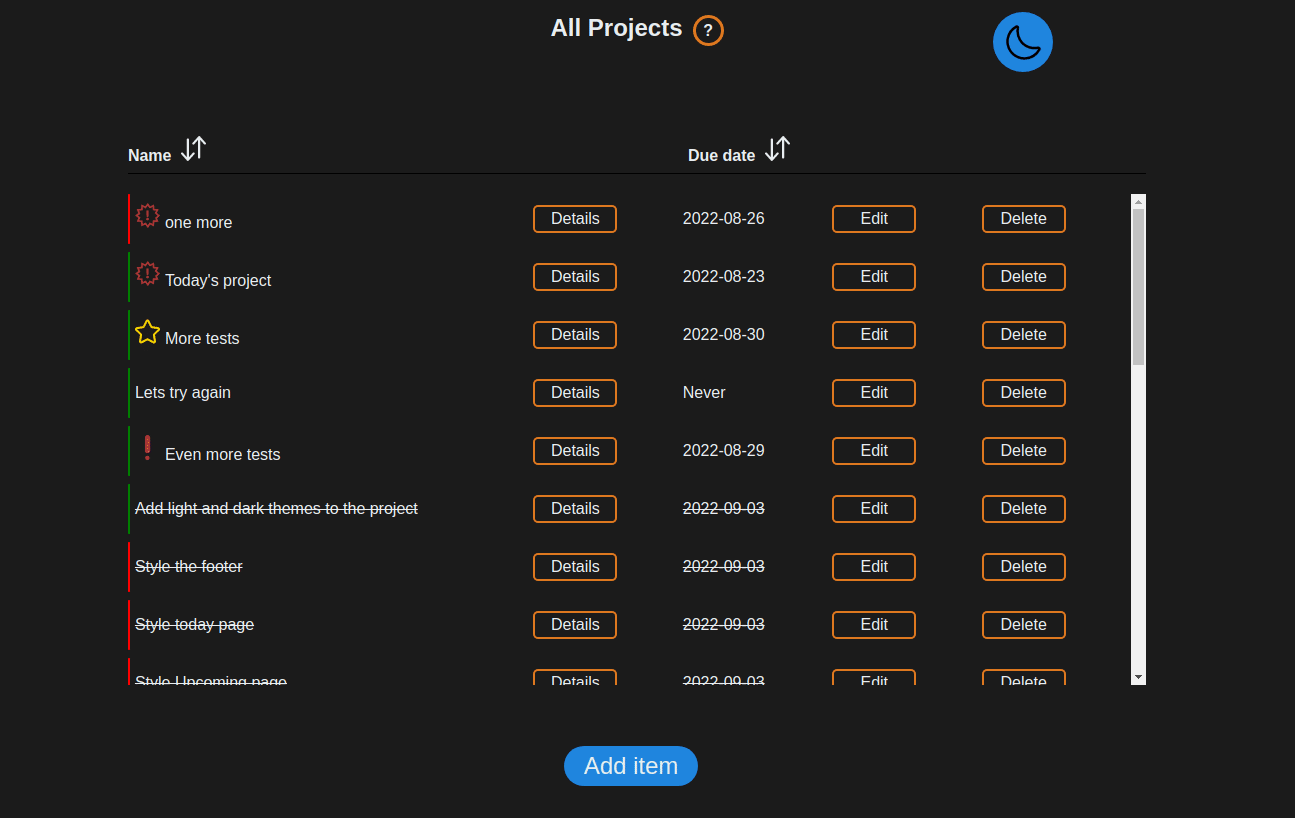 All Projects ?
Name Due date
one more Details 2022-08-26 Edit Delete
Today's project Details 2022-08-23 Edit Delete
More tests Details 2022-08-30 Edit Delete
Lets try again Details Never Edit Delete
Even more tests Details 2022-08-29 Edit Delete
Add light and dark themes to the project Details 2022-09-03 Edit Delete
Style the footer Details 2022-09-03 Edit Delete
Style today page Details 2022-09-03 Edit Delete
Style Upcoming page Details 2022-09-03 Edit Delete
Add item